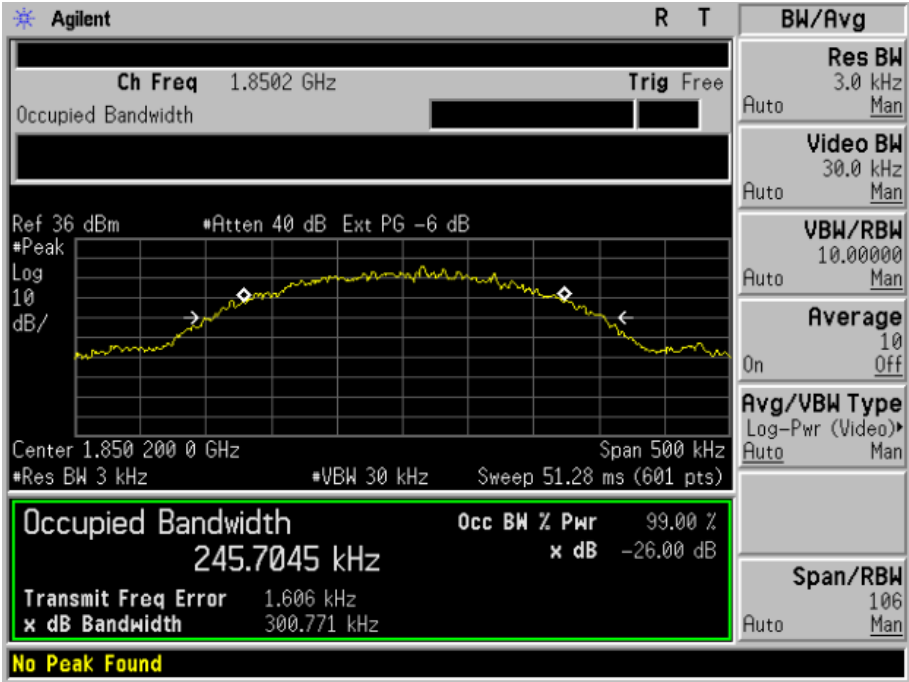 Agilent R T
Ch Freq 1.8502 GHz Trig Free
Occupied Bandwidth
Ref 36 dBm #Atten 40 dB Ext PG -6 dB
#Peak
Log
10
dB/
Center 1.850 200 0 GHz Span 500 kHz
#Res BW 3 kHz #VBW 30 kHz Sweep 51.28 ms (601 pts)
Occupied Bandwidth
245.7045 kHz
Occ BW % Pwr 99.00 %
x dB -26.00 dB
Transmit Freq Error 1.606 kHz
x dB Bandwidth 300.771 kHz
No Peak Found
BW/Avg
Res BW
3.0 kHz
Auto Man
Video BW
30.0 kHz
Auto Man
VBW/RBW
10.00000
Auto Man
Average
10
On Off
Avg/VBW Type
Log-Pwr (Video)
Auto Man
Span/RBW
106
Auto Man